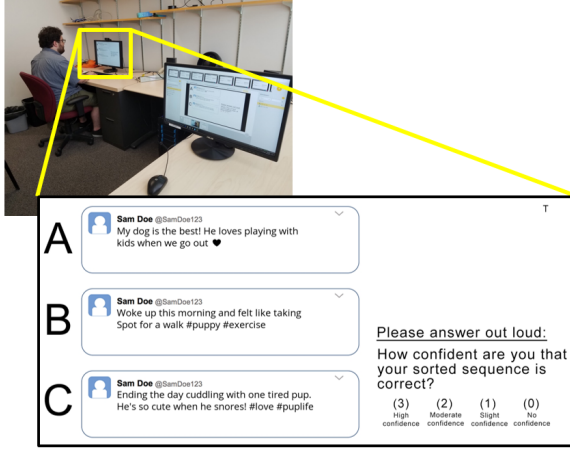 T
A
Sam Doe @SamDoe123
My dog is the best! He loves playing with
kids when we go out ♥
B
Sam Doe @SamDoe123
Woke up this morning and felt like taking
Spot for a walk #puppy #exercise
C
Sam Doe @SamDoe123
Ending the day cuddling with one tired pup.
He's so cute when he snores! #love #puplife
Please answer out loud:
How confident are you that
your sorted sequence is
correct?
(3) (2) (1) (0)
High Moderate Slight No
confidence confidence confidence confidence